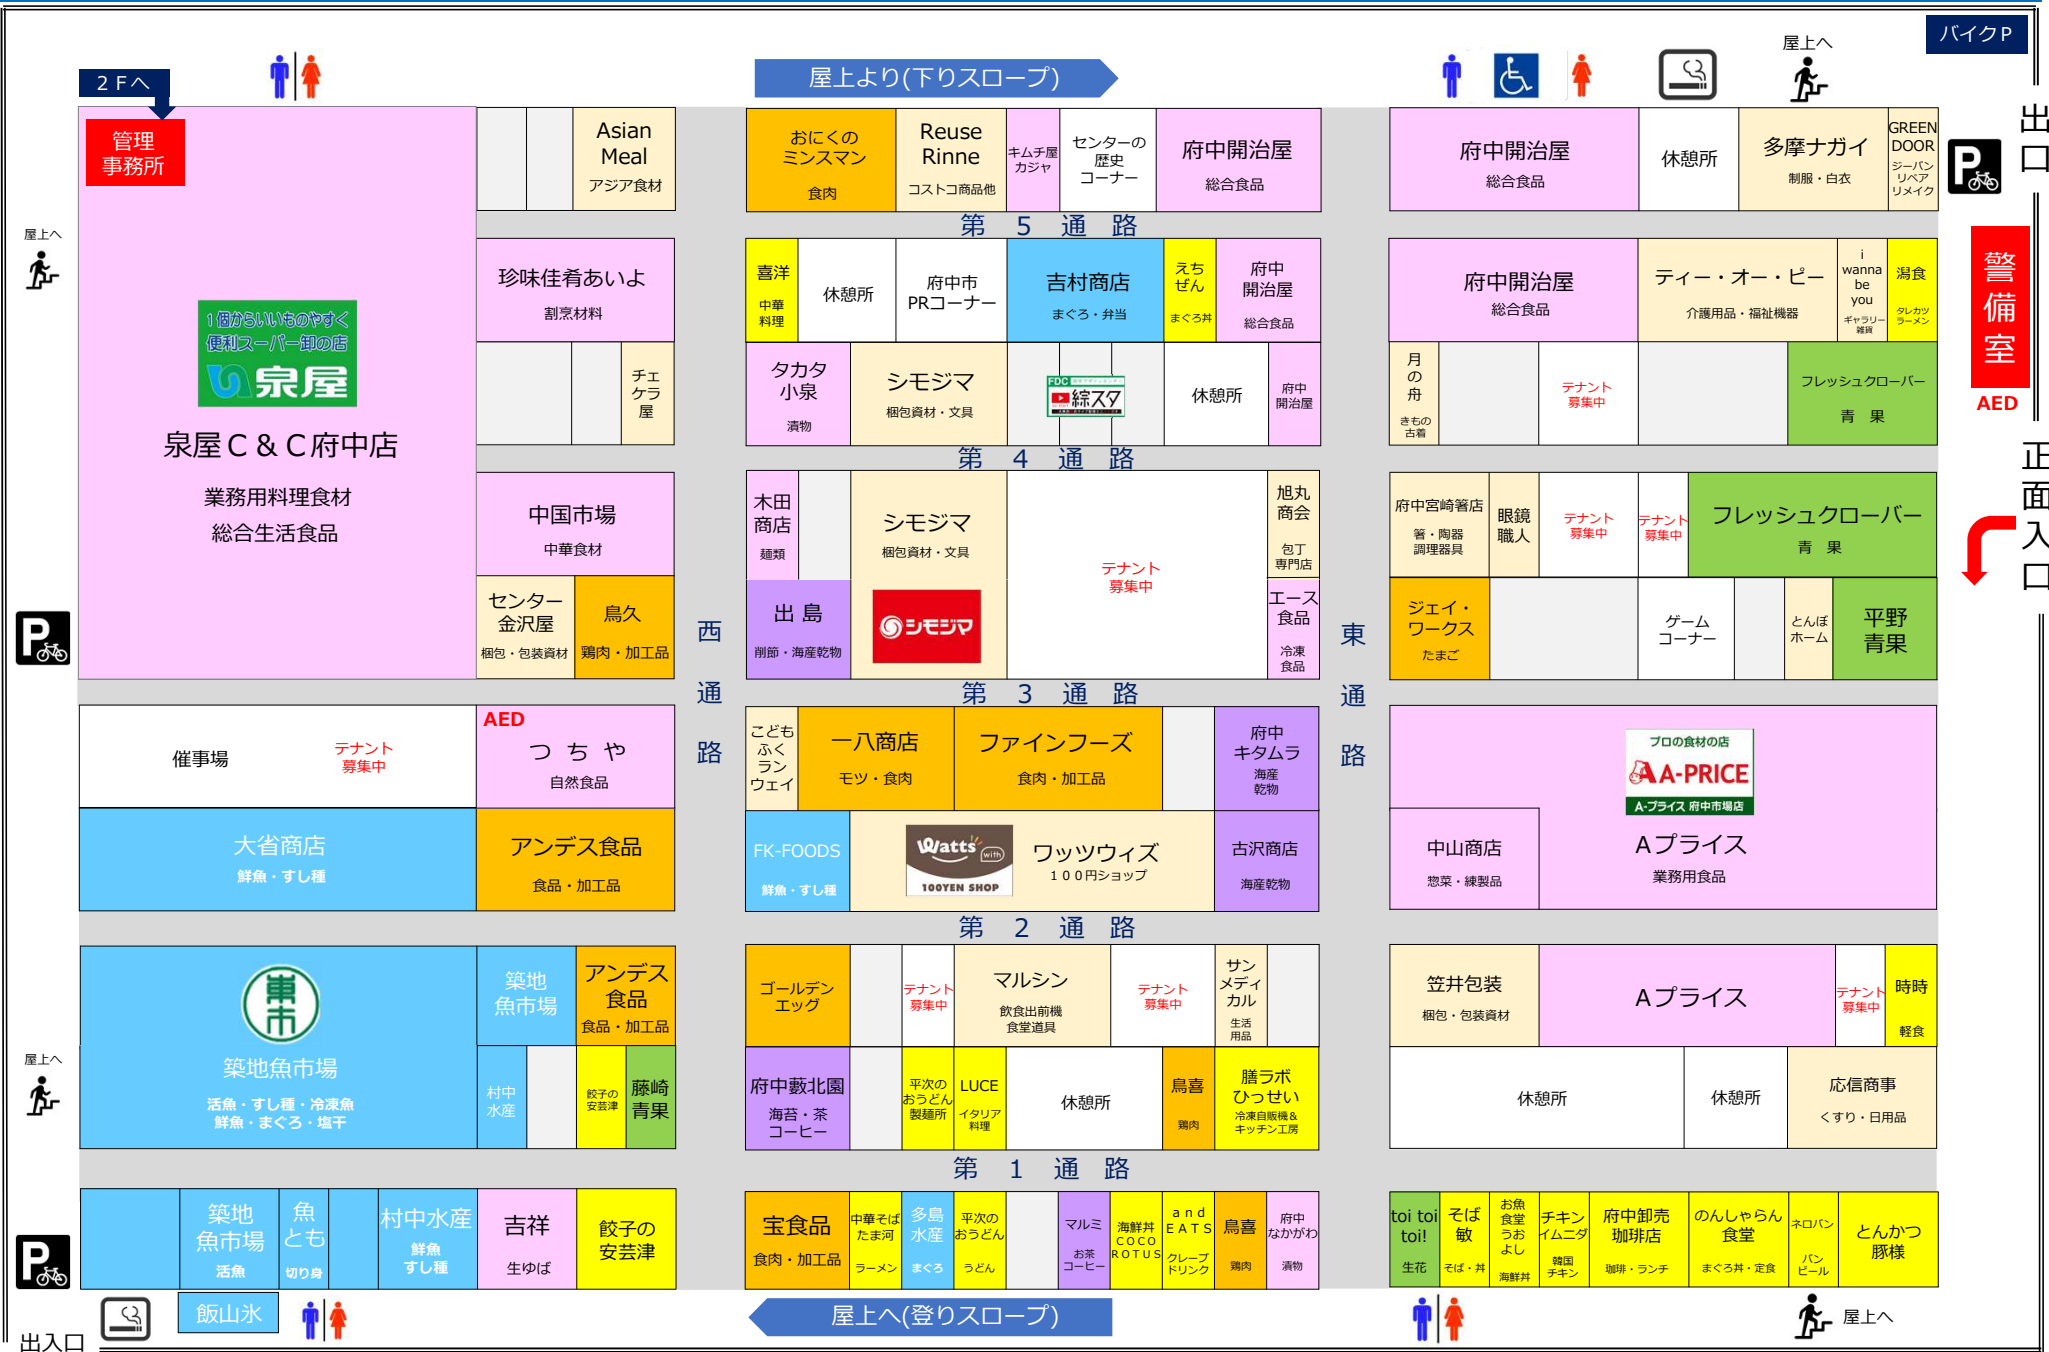 バイクP
2Fへ
屋上より(下りスロープ)
屋上へ
出口
管理
事務所
Asian
Meal
アジア食材
おにくの
ミンスマン
食肉
Reuse
Rinne
コストコ商品他
キムチ屋
カジャ
センターの
歴史
コーナー
府中開治屋
総合食品
府中開治屋
総合食品
休憩所
多摩ナガイ
制服・白衣
GREEN
DOOR
ジーパン
リペア
リメイク
P
第5通路
屋上へ
珍味佳肴あいよ
割烹材料
喜洋
中華
料理
休憩所
府中市
PRコーナー
吉村商店
まぐろ・弁当
えち
ぜん
まぐろ丼
府中
開治屋
総合食品
府中開治屋
総合食品
ティー・オー・ピー
介護用品・福祉機器
i
wanna
be
you
ギャラリー
雑貨
潟食
タレカツ
ラーメン
警備室
AED
1個からいいものやすく
便利スーパー卸の店
泉屋
泉屋C&C府中店
業務用料理食材
総合生活食品
チェ
ケラ
屋
タカタ
小泉
漬物
シモジマ
梱包資材・文具
FDC
綜スタ
休憩所
府中
開治屋
月
の
舟
きもの
古着
テナント
募集中
フレッシュクローバー
青果
第4通路
正面入口
中国市場
中華食材
木田
商店
麺類
シモジマ
梱包資材・文具
シモジマ
テナント
募集中
旭丸
商会
包丁
専門店
府中宮崎箸店
箸・陶器
調理器具
眼鏡
職人
テナント
募集中
テナント
募集中
フレッシュクローバー
青果
センター
金沢屋
梱包・包装資材
鳥久
鶏肉・加工品
西通路
出島
削節・海産乾物
エース
食品
冷凍
食品
東通路
ジェイ・
ワークス
たまご
ゲーム
コーナー
とんぼ
ホーム
平野
青果
P
第3通路
催事場
テナント
募集中
AED
つちや
自然食品
こども
ふく
ラン
ウェイ
一八商店
モツ・食肉
ファインフーズ
食肉・加工品
府中
キタムラ
海産
乾物
プロの食材の店
A-PRICE
A-プライス 府中市場店
Aプライス
業務用食品
大省商店
鮮魚・すし種
アンデス食品
食品・加工品
FK-FOODS
鮮魚・すし種
Watts
with
100YEN SHOP
ワッツウィズ
100円ショップ
古沢商店
海産乾物
中山商店
惣菜・練製品
第2通路
東市
築地魚市場
活魚・すし種・冷凍魚
鮮魚・まぐろ・塩干
築地
魚市場
アンデス
食品
食品・加工品
ゴールデン
エッグ
テナント
募集中
マルシン
飲食出前機
食堂道具
テナント
募集中
サン
メディ
カル
生活
用品
笠井包装
梱包・包装資材
Aプライス
テナント
募集中
時時
軽食
屋上へ
村中
水産
餃子の
安芸津
藤崎
青果
府中藪北園
海苔・茶
コーヒー
平次の
おうどん
製麺所
LUCE
イタリア
料理
休憩所
鳥喜
鶏肉
膳ラボ
ひっせい
冷凍自販機&
キッチン工房
休憩所
休憩所
応信商事
くすり・日用品
第1通路
P
築地
魚市場
活魚
魚
とも
切り身
村中水産
鮮魚
すし種
吉祥
生ゆば
餃子の
安芸津
宝食品
食肉・加工品
中華そば
たま河
ラーメン
多島
水産
まぐろ
平次の
おうどん
うどん
マルミ
お茶
コーヒー
海鮮丼
COCO
ROTUS
and
EATS
クレープ
ドリンク
鳥喜
鶏肉
府中
なかがわ
漬物
toi toi
toi!
生花
そば
敏
そば・丼
お魚
食堂
うお
よし
海鮮丼
チキン
イムニダ
韓国
チキン
府中卸売
珈琲店
珈琲・ランチ
のんしゃらん
食堂
まぐろ丼・定食
ネロパン
パン
ビール
とんかつ
豚様
飯山氷
屋上へ(登りスロープ)
屋上へ
出入口